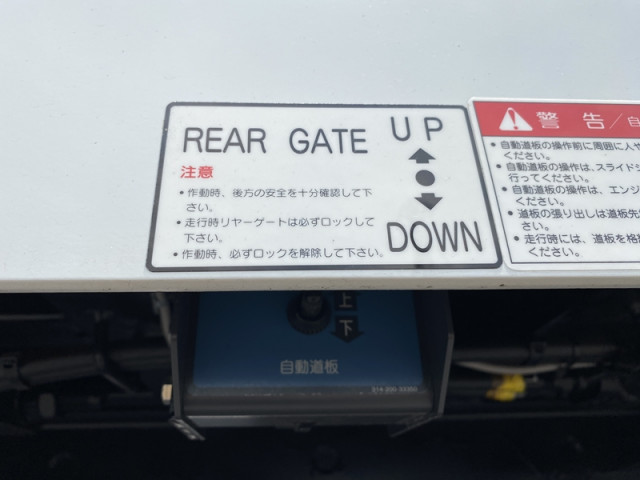 REAR GATE
UP
DOWN
注意
・作動時、後方の安全を十分確認して下
さい。
・走行時リヤーゲートは必ずロックして
下さい。
・作動時、必ずロックを解除して下さい。
警告／自
・自動道板の操作前に周囲に人や
ください。
・自動道板の操作は、スライド
行ってください。
・自動道板の操作は、エンジ
ください。
・道板の張り出しは道板先
さい。
・走行時には、道板を格
ください。
上
下
自動道板